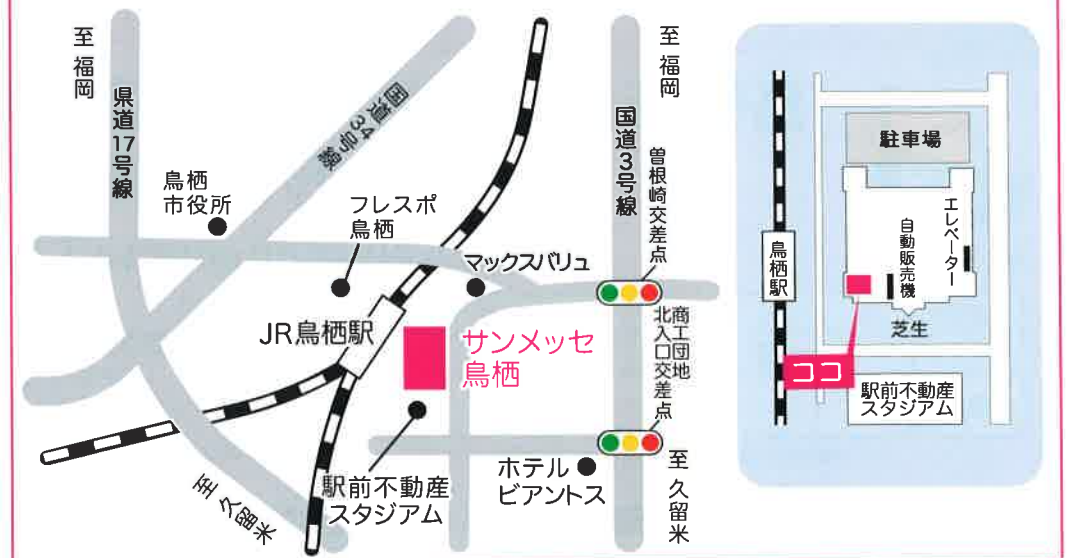 至 福岡
県道17号線
国道34号線
鳥栖
市役所
フレスポ
鳥栖
マックスバリュ
至 福岡
国道3号線
曽根崎交差点
JR鳥栖駅
サンメッセ
鳥栖
商工団地
北入口交差点
駅前不動産
スタジアム
ホテル
ビアントス
至 久留米
至 久留米
駐車場
エレベーター
自動販売機
鳥栖駅
芝生
ココ
駅前不動産
スタジアム